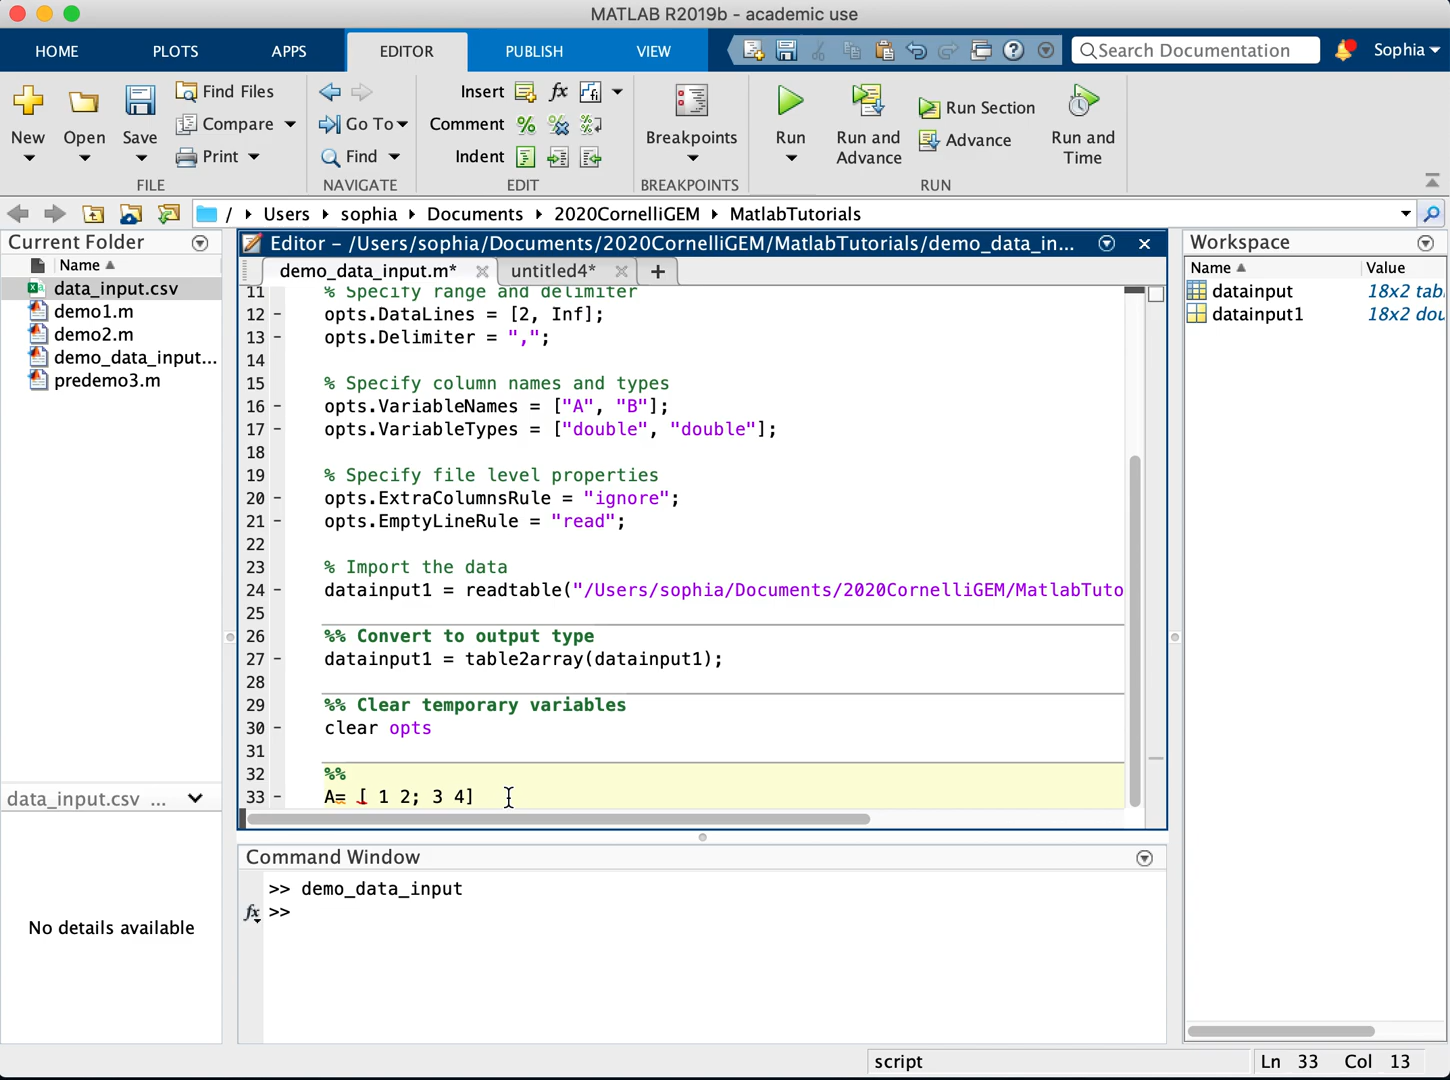 MATLAB R2019b - academic use
HOME PLOTS APPS EDITOR PUBLISH VIEW Search Documentation Sophia
New Open Save Find Files Compare Print
FILE
Go To Find
NAVIGATE
Insert fx
Comment
Indent
EDIT
Breakpoints
BREAKPOINTS
Run Run and Advance Run Section Advance Run and Time
RUN
/ Users sophia Documents 2020CornelliGEM MatlabTutorials
Current Folder
Name
data_input.csv
demo1.m
demo2.m
demo_data_input...
predemo3.m
data_input.csv ...
No details available
Editor – /Users/sophia/Documents/2020CornelliGEM/MatlabTutorials/demo_data_in...
demo_data_input.m* untitled4* +
11 % Specify range and delimiter
12 - opts.DataLines = [2, Inf];
13 - opts.Delimiter = ",";
14
15 % Specify column names and types
16 - opts.VariableNames = ["A", "B"];
17 - opts.VariableTypes = ["double", "double"];
18
19 % Specify file level properties
20 - opts.ExtraColumnsRule = "ignore";
21 - opts.EmptyLineRule = "read";
22
23 % Import the data
24 - datainput1 = readtable("/Users/sophia/Documents/2020CornelliGEM/MatlabTuto
25
26 %% Convert to output type
27 - datainput1 = table2array(datainput1);
28
29 %% Clear temporary variables
30 - clear opts
31
32 %%
33 - A= [ 1 2; 3 4]
Command Window
>> demo_data_input
fx >>
Workspace
Name Value
datainput 18x2 tabl
datainput1 18x2 dou
script Ln 33 Col 13